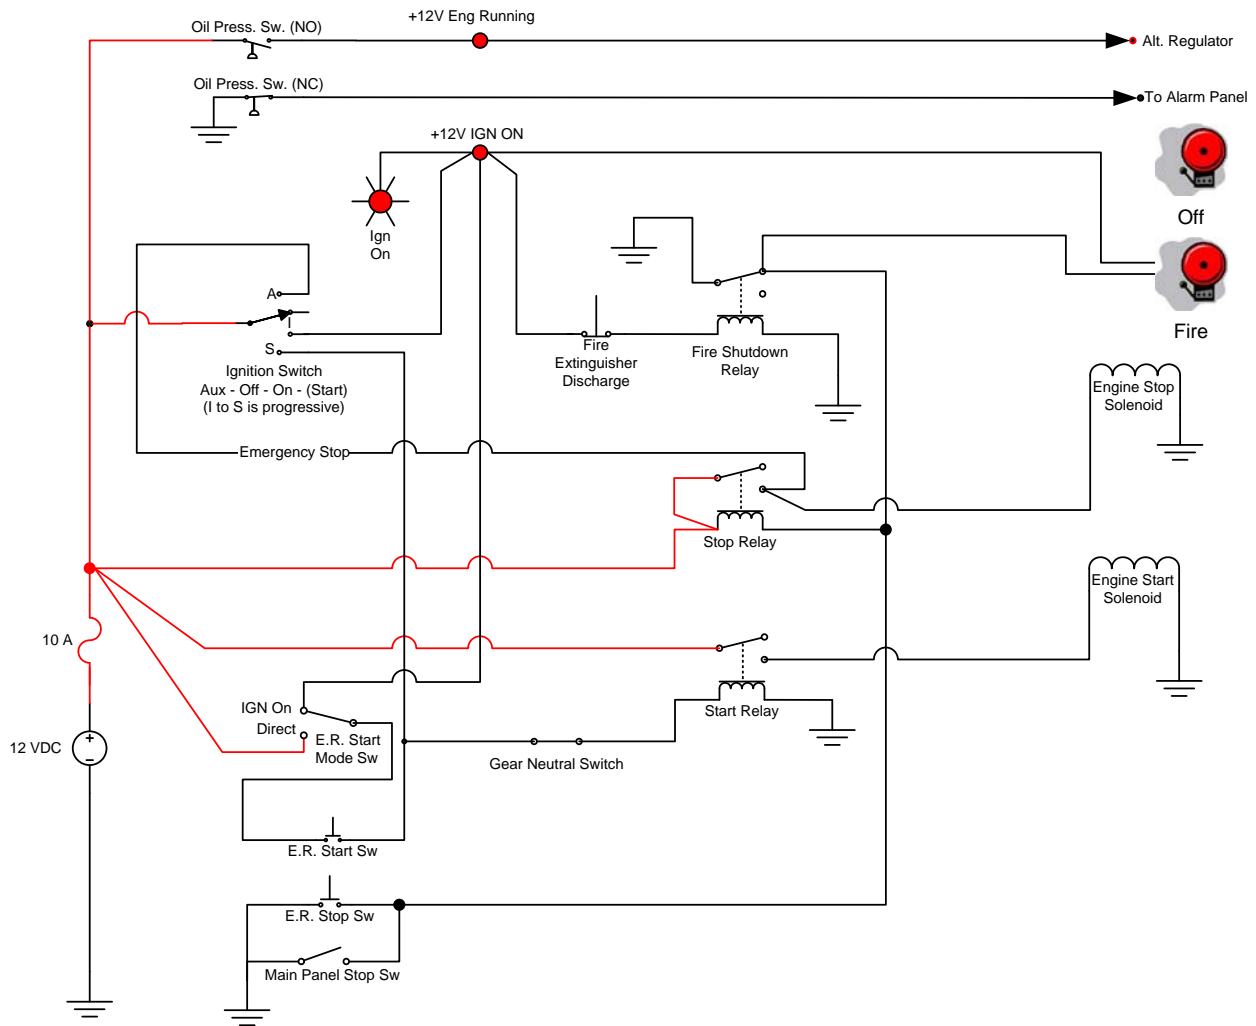 +12V Eng Running
Oil Press. Sw. (NO)
Alt. Regulator
Oil Press. Sw. (NC)
To Alarm Panel
+12V IGN ON
Off
Ign
On
A
I
S
Ignition Switch
Aux - Off - On - (Start)
(I to S is progressive)
Fire
Extinguisher
Discharge
Fire Shutdown
Relay
Fire
Engine Stop
Solenoid
Emergency Stop
Stop Relay
Engine Start
Solenoid
10 A
IGN On
Direct
E.R. Start
Mode Sw
Start Relay
12 VDC
+
−
Gear Neutral Switch
E.R. Start Sw
E.R. Stop Sw
Main Panel Stop Sw